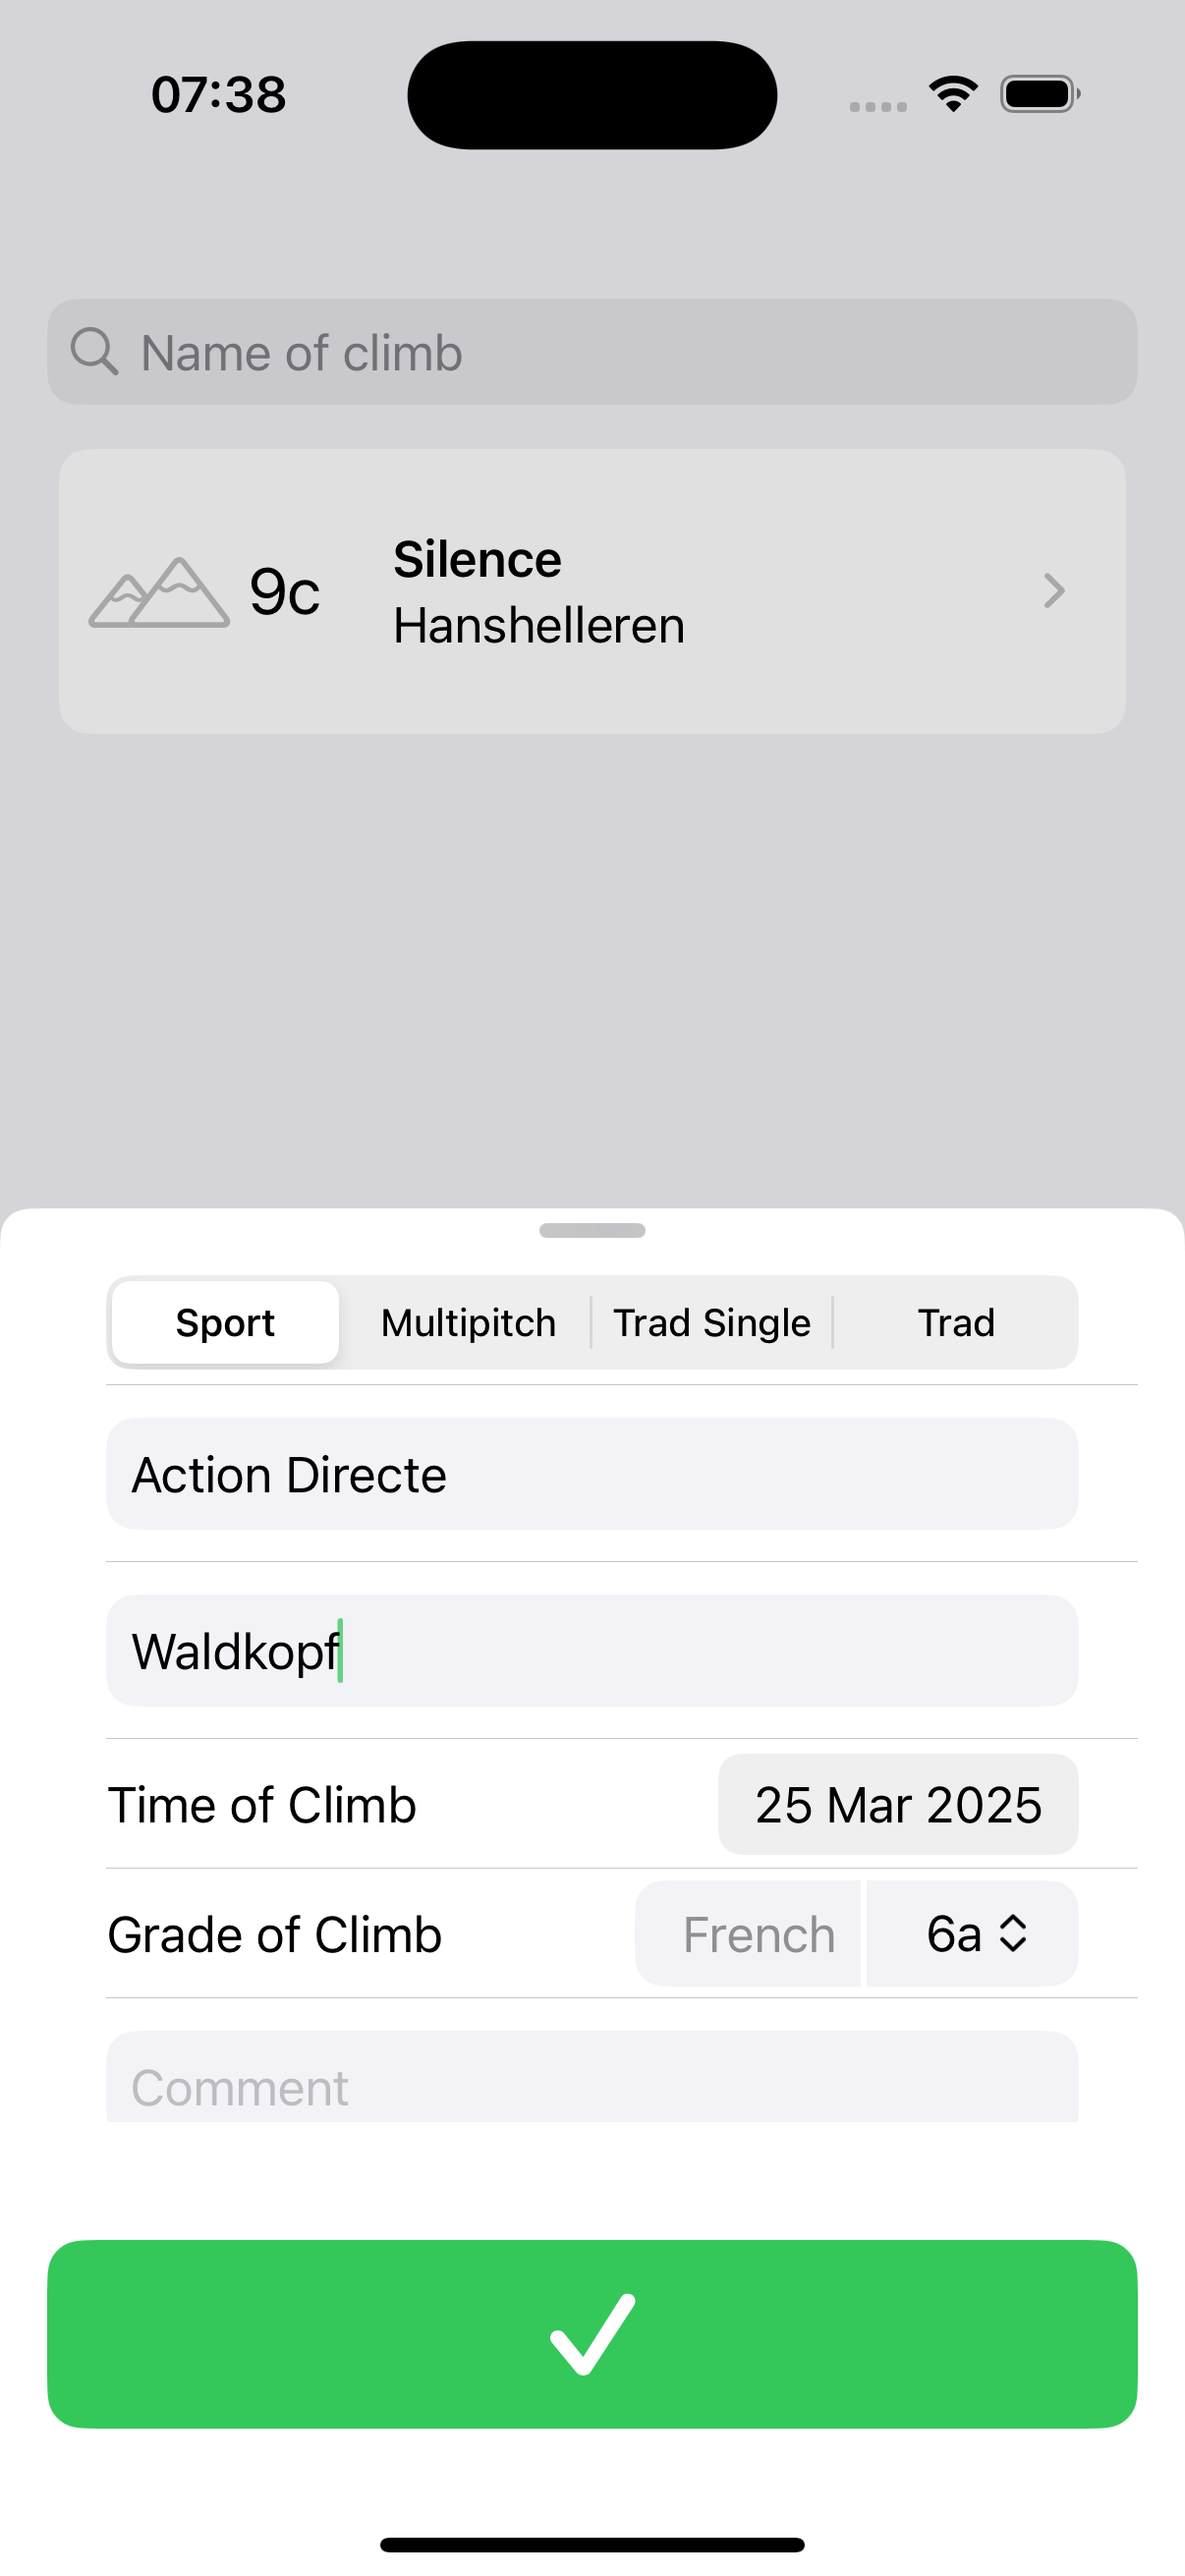 07:38
Name of climb
9c
Silence
Hanshelleren
Sport Multipitch Trad Single Trad
Action Directe
Waldkopf
Time of Climb 25 Mar 2025
Grade of Climb French 6a
Comment